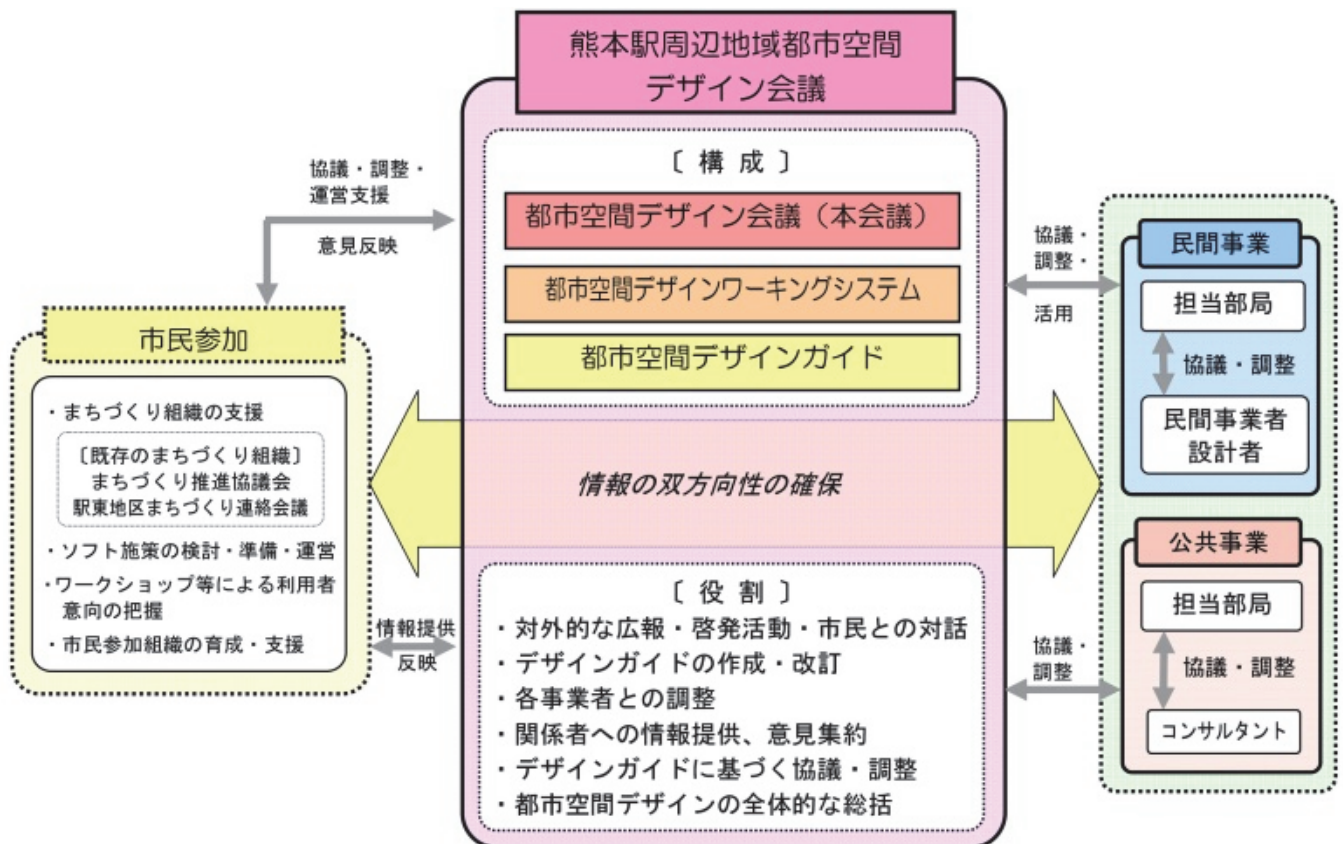 熊本駅周辺地域都市空間
デザイン会議
〔 構 成 〕
都市空間デザイン会議（本会議）
都市空間デザインワーキングシステム
都市空間デザインガイド
協議・調整・
運営支援
意見反映
市民参加
・まちづくり組織の支援
〔既存のまちづくり組織〕
まちづくり推進協議会
駅東地区まちづくり連絡会議
・ソフト施策の検討・準備・運営
・ワークショップ等による利用者
意向の把握
・市民参加組織の育成・支援
情報の双方向性の確保
情報提供
反映
〔 役 割 〕
・対外的な広報・啓発活動・市民との対話
・デザインガイドの作成・改訂
・各事業者との調整
・関係者への情報提供、意見集約
・デザインガイドに基づく協議・調整
・都市空間デザインの全体的な総括
協議・
調整・
活用
民間事業
担当部局
協議・調整
民間事業者
設計者
協議・
調整
公共事業
担当部局
協議・調整
コンサルタント